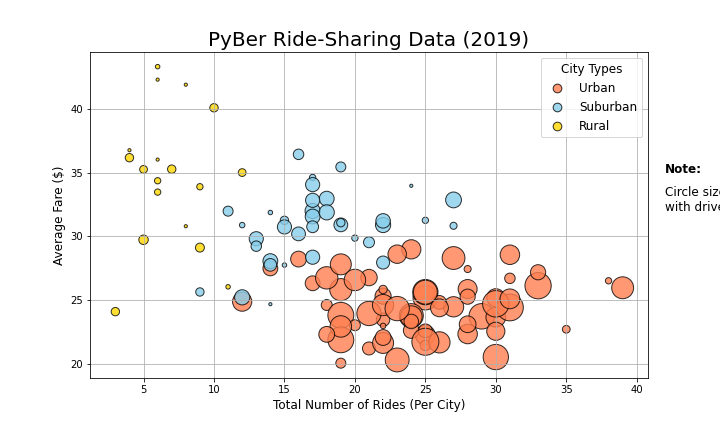 PyBer Ride-Sharing Data (2019)
City Types
Urban
Suburban
Rural
Note:
Circle size
with drive
Average Fare ($)
40
35
30
25
20
5 10 15 20 25 30 35 40
Total Number of Rides (Per City)